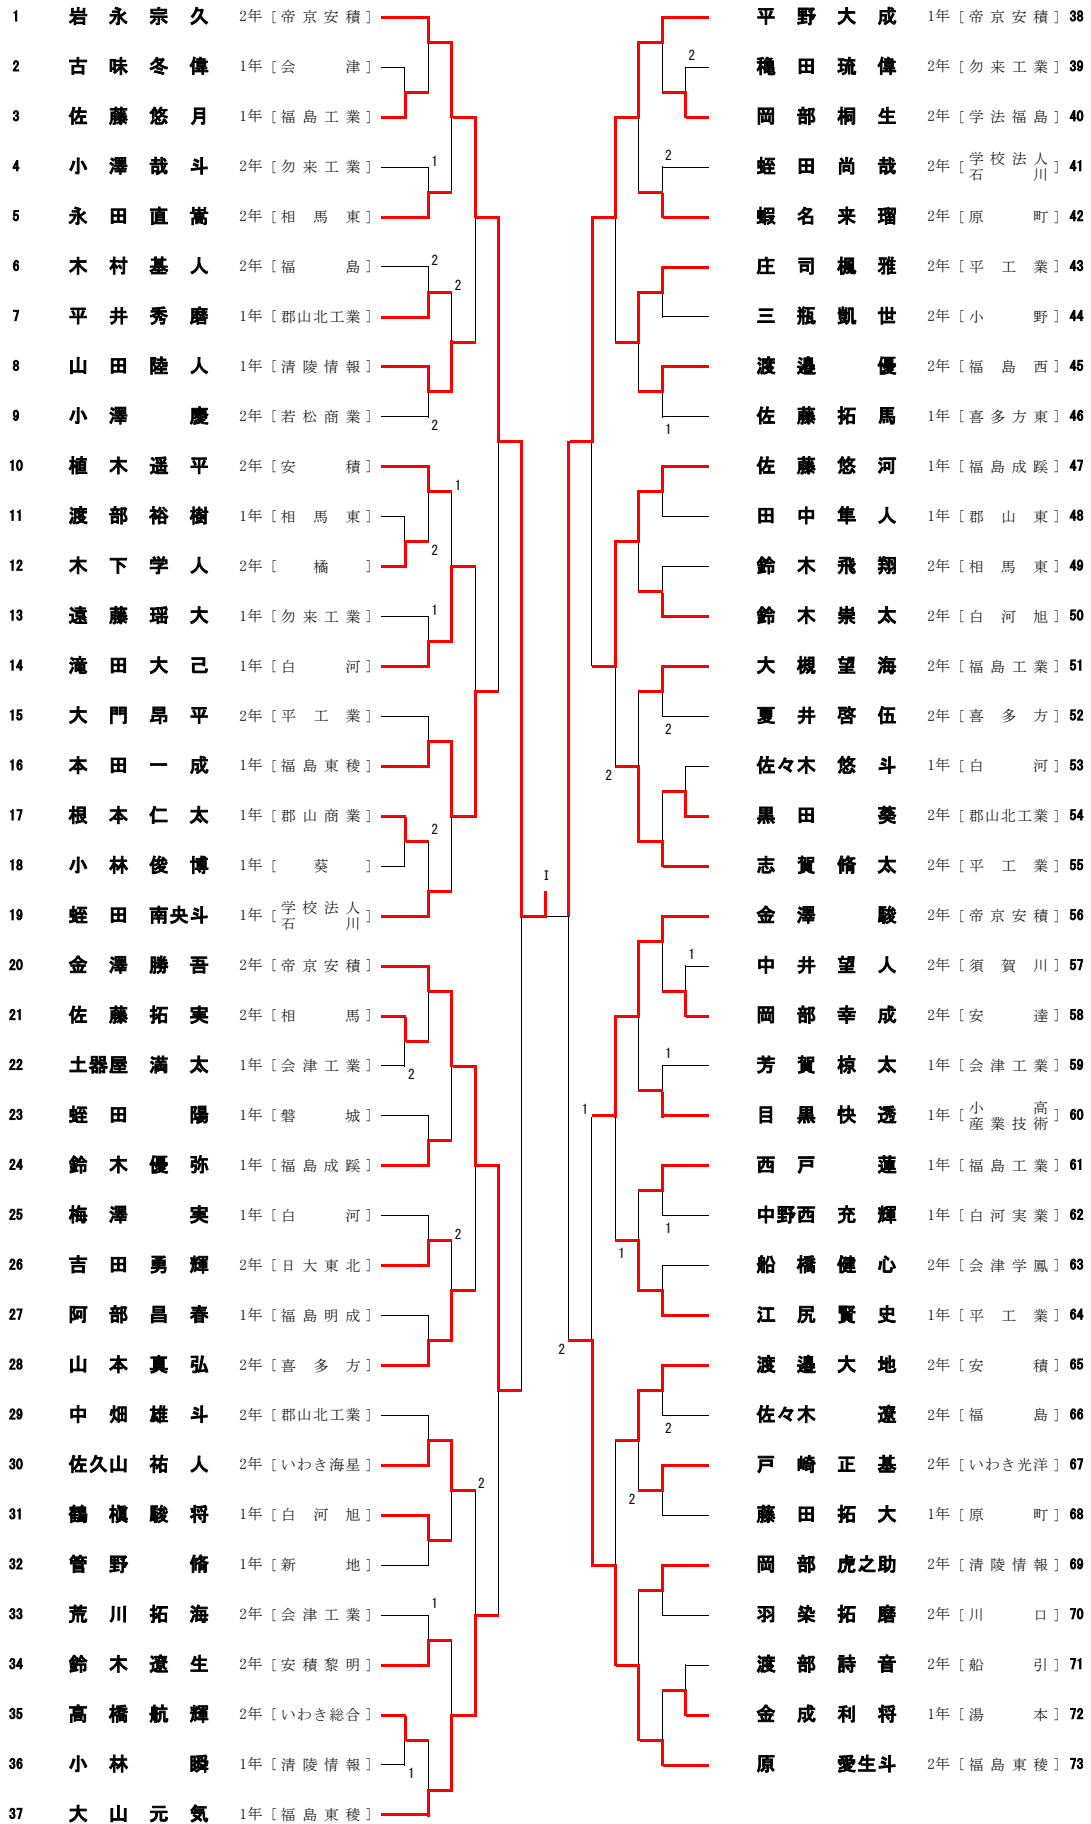 1 岩永宗久 2年 [帝京安積]
2 古味冬偉 1年 [会津]
3 佐藤悠月 1年 [福島工業]
4 小澤哉斗 2年 [勿来工業]
1
5 永田直嵩 2年 [相馬東]
6 木村基人 2年 [福島]
2
2
7 平井秀磨 1年 [郡山北工業]
8 山田陸人 1年 [清陵情報]
9 小澤慶 2年 [若松商業]
2
10 植木遥平 2年 [安積]
1
11 渡部裕樹 1年 [相馬東]
2
12 木下学人 2年 [橘]
13 遠藤瑶大 1年 [勿来工業]
1
14 滝田大己 1年 [白河]
15 大門昂平 2年 [平工業]
16 本田一成 1年 [福島東稜]
17 根本仁太 1年 [郡山商業]
2
18 小林俊博 1年 [葵]
19 蛭田南央斗 1年 [学校法人石川]
20 金澤勝吾 2年 [帝京安積]
21 佐藤拓実 2年 [相馬]
22 土器屋満太 1年 [会津工業]
2
23 蛭田陽 1年 [磐城]
24 鈴木優弥 1年 [福島成蹊]
25 梅澤実 1年 [白河]
2
26 吉田勇輝 2年 [日大東北]
27 阿部昌春 1年 [福島明成]
28 山本真弘 2年 [喜多方]
29 中畑雄斗 2年 [郡山北工業]
30 佐久山祐人 2年 [いわき海星]
2
31 鶴槇駿将 1年 [白河旭]
32 管野脩 1年 [新地]
33 荒川拓海 2年 [会津工業]
1
34 鈴木遼生 2年 [安積黎明]
35 高橋航輝 2年 [いわき総合]
36 小林瞬 1年 [清陵情報]
1
37 大山元気 1年 [福島東稜]
I
平野大成 1年 [帝京安積] 38
2
穐田琉偉 2年 [勿来工業] 39
岡部桐生 2年 [学法福島] 40
2
蛭田尚哉 2年 [学校法人石川] 41
蝦名来瑠 2年 [原町] 42
庄司楓雅 2年 [平工業] 43
三瓶凱世 2年 [小野] 44
渡邉優 2年 [福島西] 45
佐藤拓馬 1年 [喜多方東] 46
1
佐藤悠河 1年 [福島成蹊] 47
田中隼人 1年 [郡山東] 48
鈴木飛翔 2年 [相馬東] 49
鈴木崇太 2年 [白河旭] 50
大槻望海 2年 [福島工業] 51
夏井啓伍 2年 [喜多方] 52
2
佐々木悠斗 1年 [白河] 53
2
黒田葵 2年 [郡山北工業] 54
志賀脩太 2年 [平工業] 55
金澤駿 2年 [帝京安積] 56
1
中井望人 2年 [須賀川] 57
岡部幸成 2年 [安達] 58
1
芳賀椋太 1年 [会津工業] 59
1
目黒快透 1年 [小高産業技術] 60
西戸蓮 1年 [福島工業] 61
中野西充輝 1年 [白河実業] 62
1
1
船橋健心 2年 [会津学鳳] 63
江尻賢史 1年 [平工業] 64
2
渡邉大地 2年 [安積] 65
佐々木遼 2年 [福島] 66
2
戸崎正基 2年 [いわき光洋] 67
2
藤田拓大 1年 [原町] 68
岡部虎之助 2年 [清陵情報] 69
羽染拓磨 2年 [川口] 70
渡部詩音 2年 [船引] 71
金成利将 1年 [湯本] 72
原愛生斗 2年 [福島東稜] 73